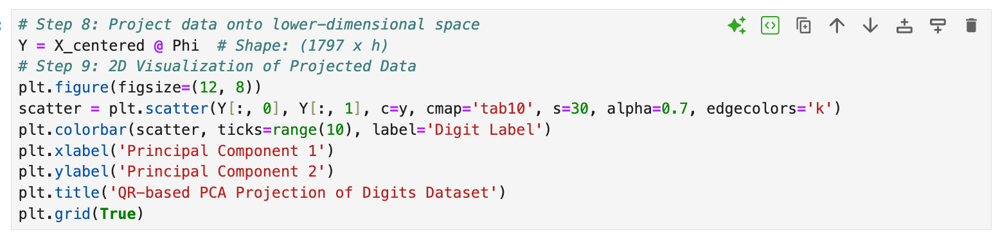 # Step 8: Project data onto lower-dimensional space
Y = X_centered @ Phi  # Shape: (1797 x h)
# Step 9: 2D Visualization of Projected Data
plt.figure(figsize=(12, 8))
scatter = plt.scatter(Y[:, 0], Y[:, 1], c=y, cmap='tab10', s=30, alpha=0.7, edgecolors='k')
plt.colorbar(scatter, ticks=range(10), label='Digit Label')
plt.xlabel('Principal Component 1')
plt.ylabel('Principal Component 2')
plt.title('QR-based PCA Projection of Digits Dataset')
plt.grid(True)